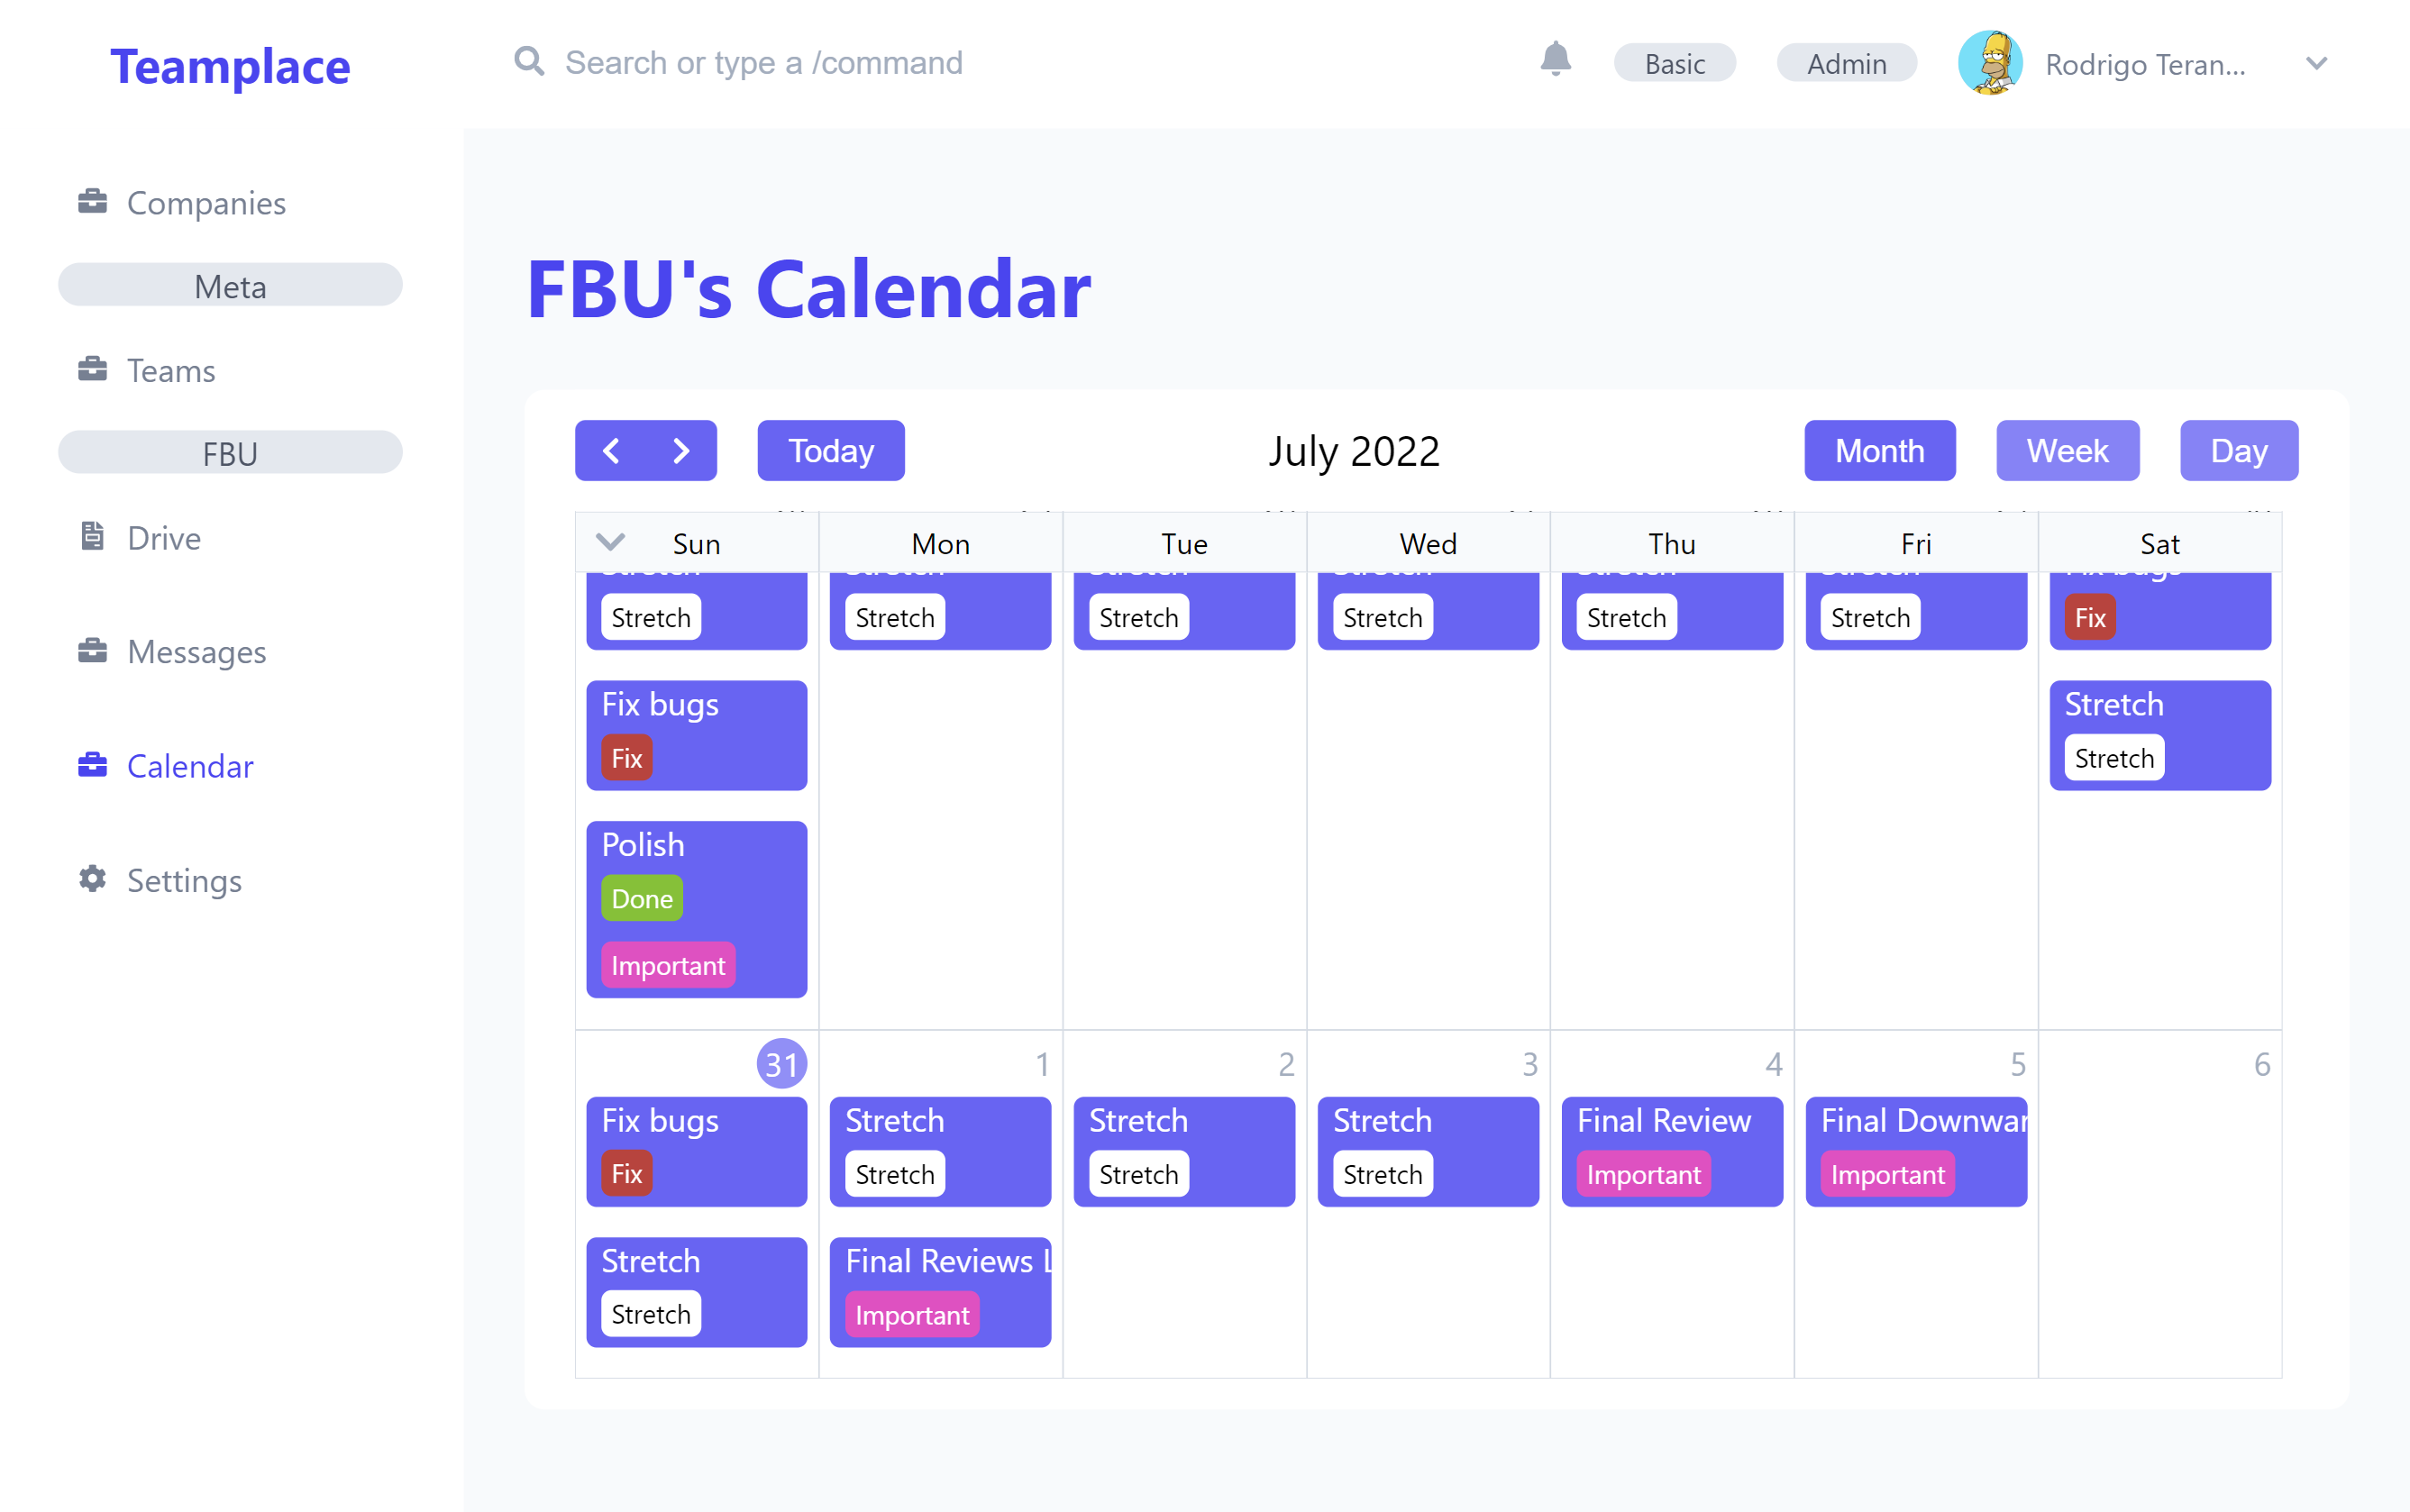 Teamplace
Search or type a /command
Basic
Admin
Rodrigo Teran...
Companies
Meta
Teams
FBU
Drive
Messages
Calendar
Settings
FBU's Calendar
Today
July 2022
Month
Week
Day
Sun Mon Tue Wed Thu Fri Sat
Stretch Stretch Stretch Stretch Stretch Stretch Fix
Fix bugs Stretch
Fix Stretch
Polish
Done
Important
31 1 2 3 4 5 6
Fix bugs Stretch Stretch Stretch Final Review Final Downwar
Fix Stretch Stretch Stretch Important Important
Stretch Final Reviews L
Stretch Important